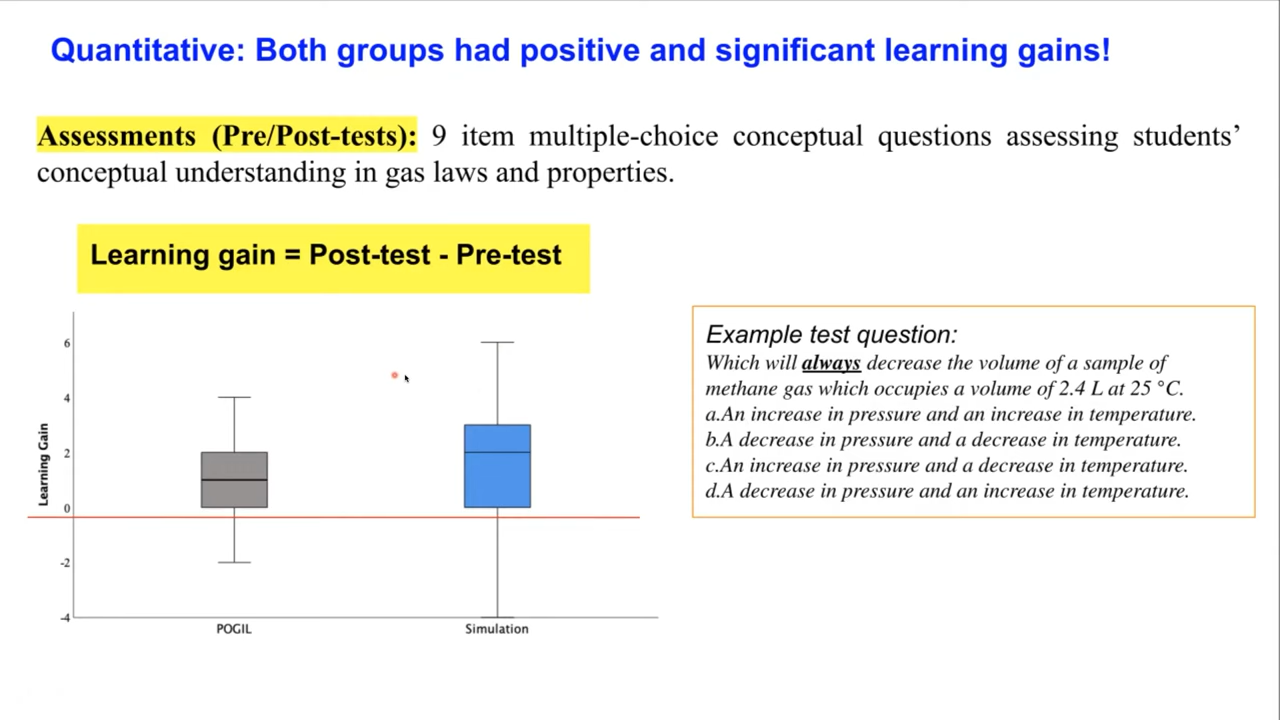 Quantitative: Both groups had positive and significant learning gains!
Assessments (Pre/Post-tests): 9 item multiple-choice conceptual questions assessing students’
conceptual understanding in gas laws and properties.
Learning gain = Post-test - Pre-test
6
4
2
0
-2
-4
Learning Gain
POGIL
Simulation
Example test question:
Which will always decrease the volume of a sample of
methane gas which occupies a volume of 2.4 L at 25 °C.
a.An increase in pressure and an increase in temperature.
b.A decrease in pressure and a decrease in temperature.
c.An increase in pressure and a decrease in temperature.
d.A decrease in pressure and an increase in temperature.